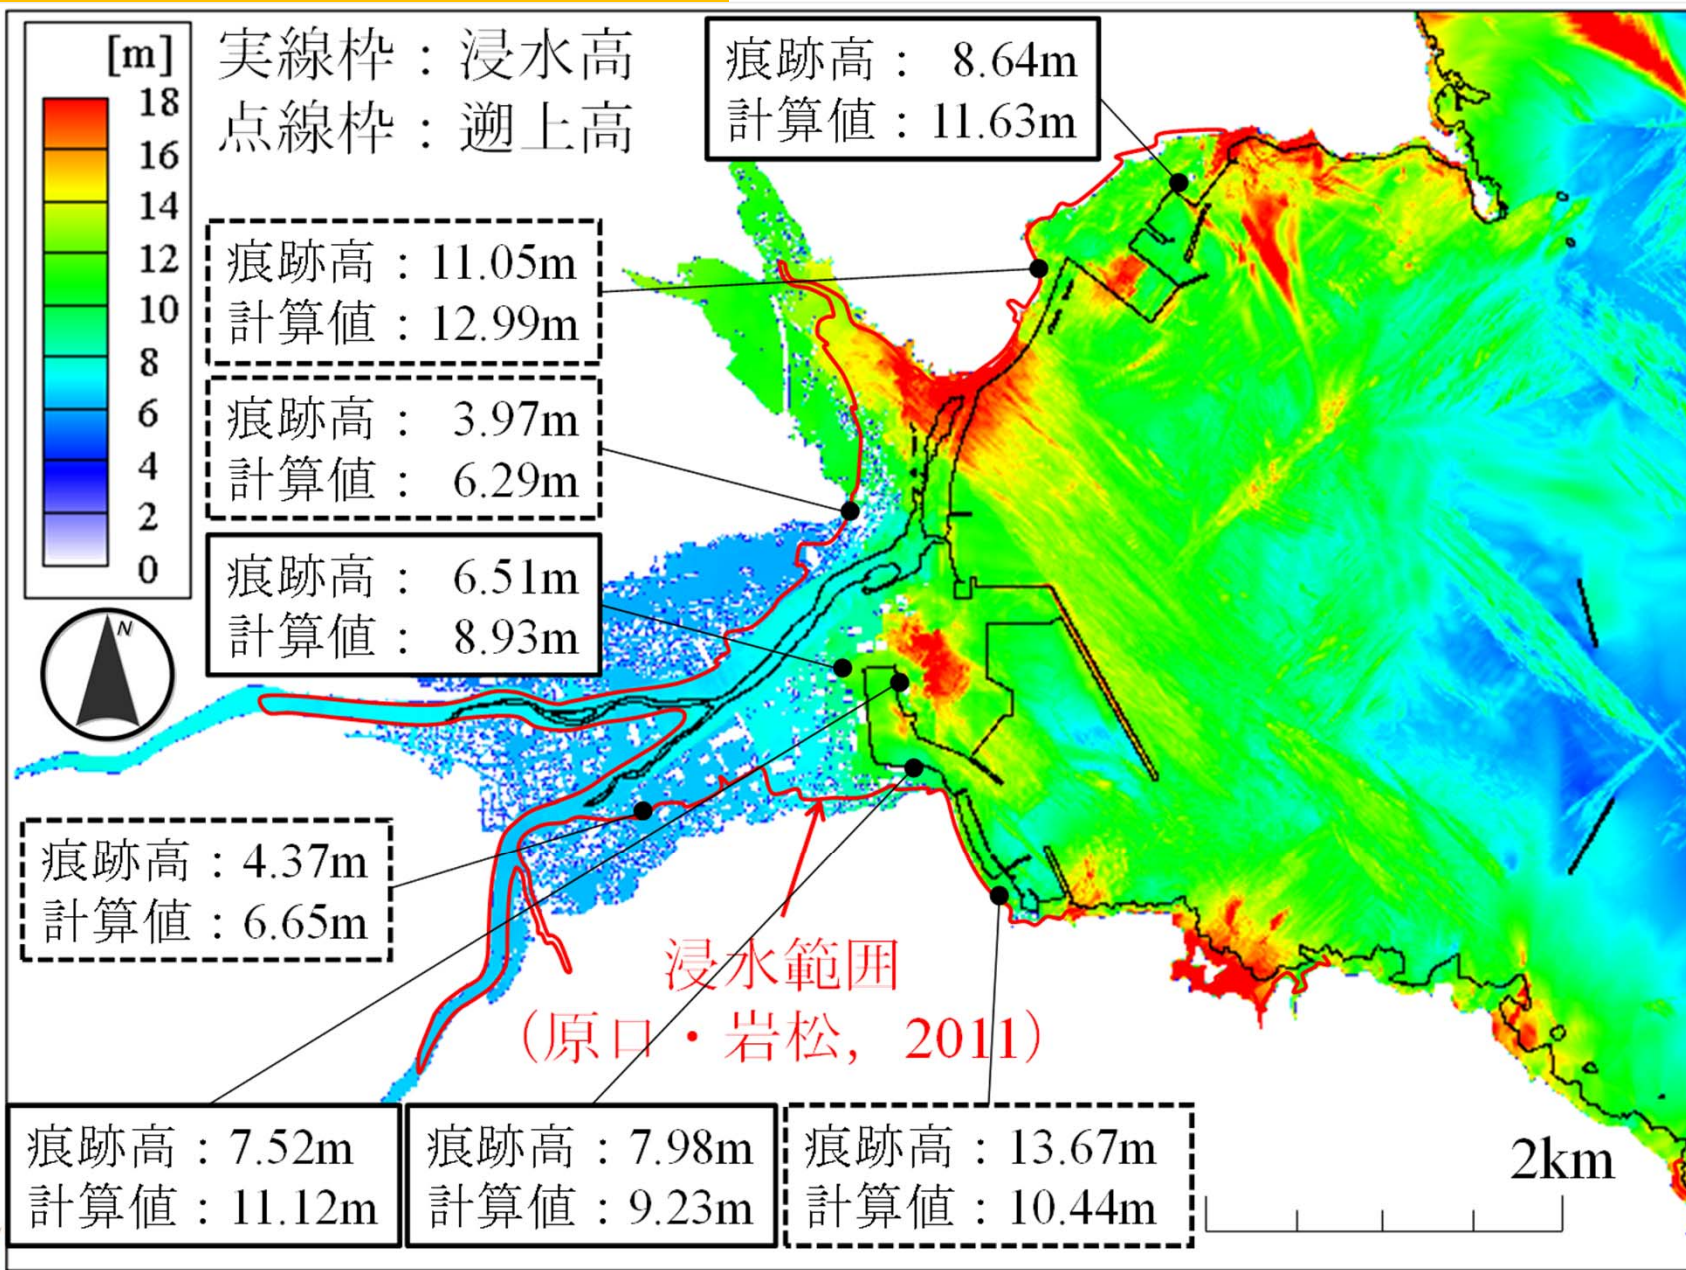 [m]
18
16
14
12
10
8
6
4
2
0
N
実線枠：浸水高
点線枠：遡上高
痕跡高： 8.64m
計算値：11.63m
痕跡高：11.05m
計算値：12.99m
痕跡高： 3.97m
計算値： 6.29m
痕跡高： 6.51m
計算値： 8.93m
痕跡高：4.37m
計算値：6.65m
浸水範囲
（原口・岩松，2011）
痕跡高：7.52m
計算値：11.12m
痕跡高：7.98m
計算値：9.23m
痕跡高：13.67m
計算値：10.44m
2km